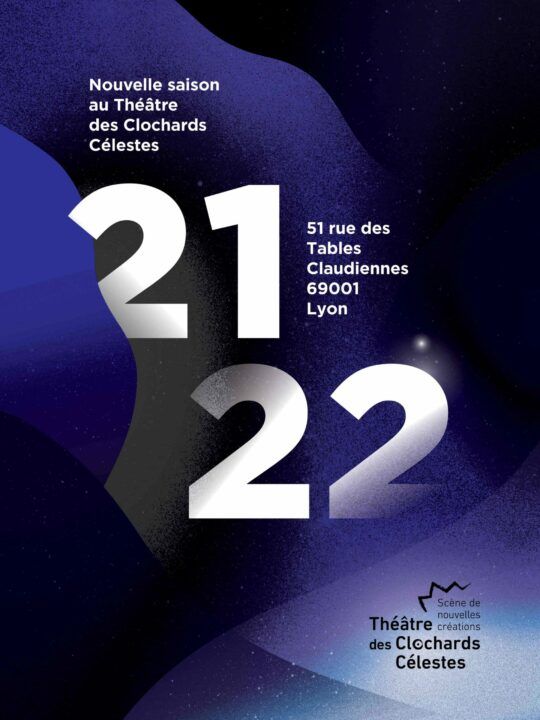 Nouvelle saison
au Théâtre
des Clochards
Célestes
21
51 rue des
Tables
Claudiennes
69001
Lyon
22
Scène de
nouvelles
créations
Théâtre
des Clochards
Célestes